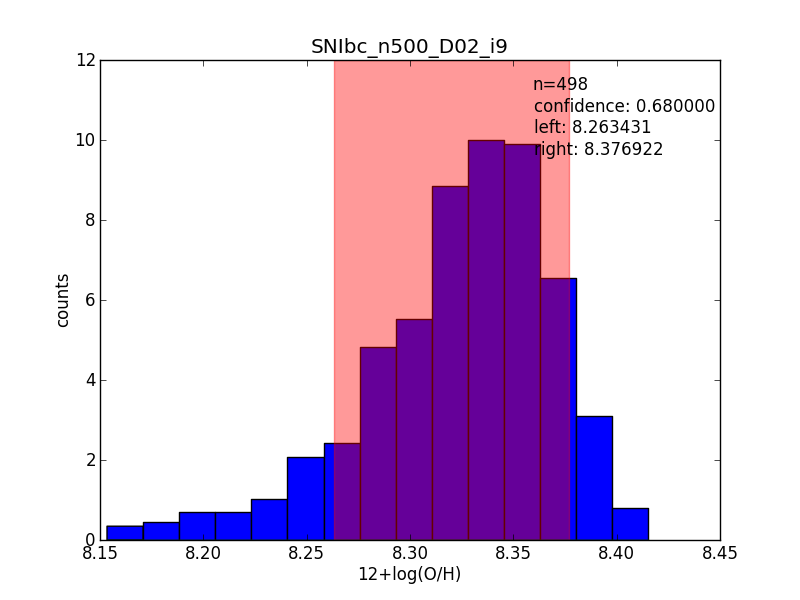 SNIbc_n500_D02_i9
12
10
8
6
4
2
0
counts
n=498
confidence: 0.680000
left: 8.263431
right: 8.376922
8.15 8.20 8.25 8.30 8.35 8.40 8.45
12+log(O/H)